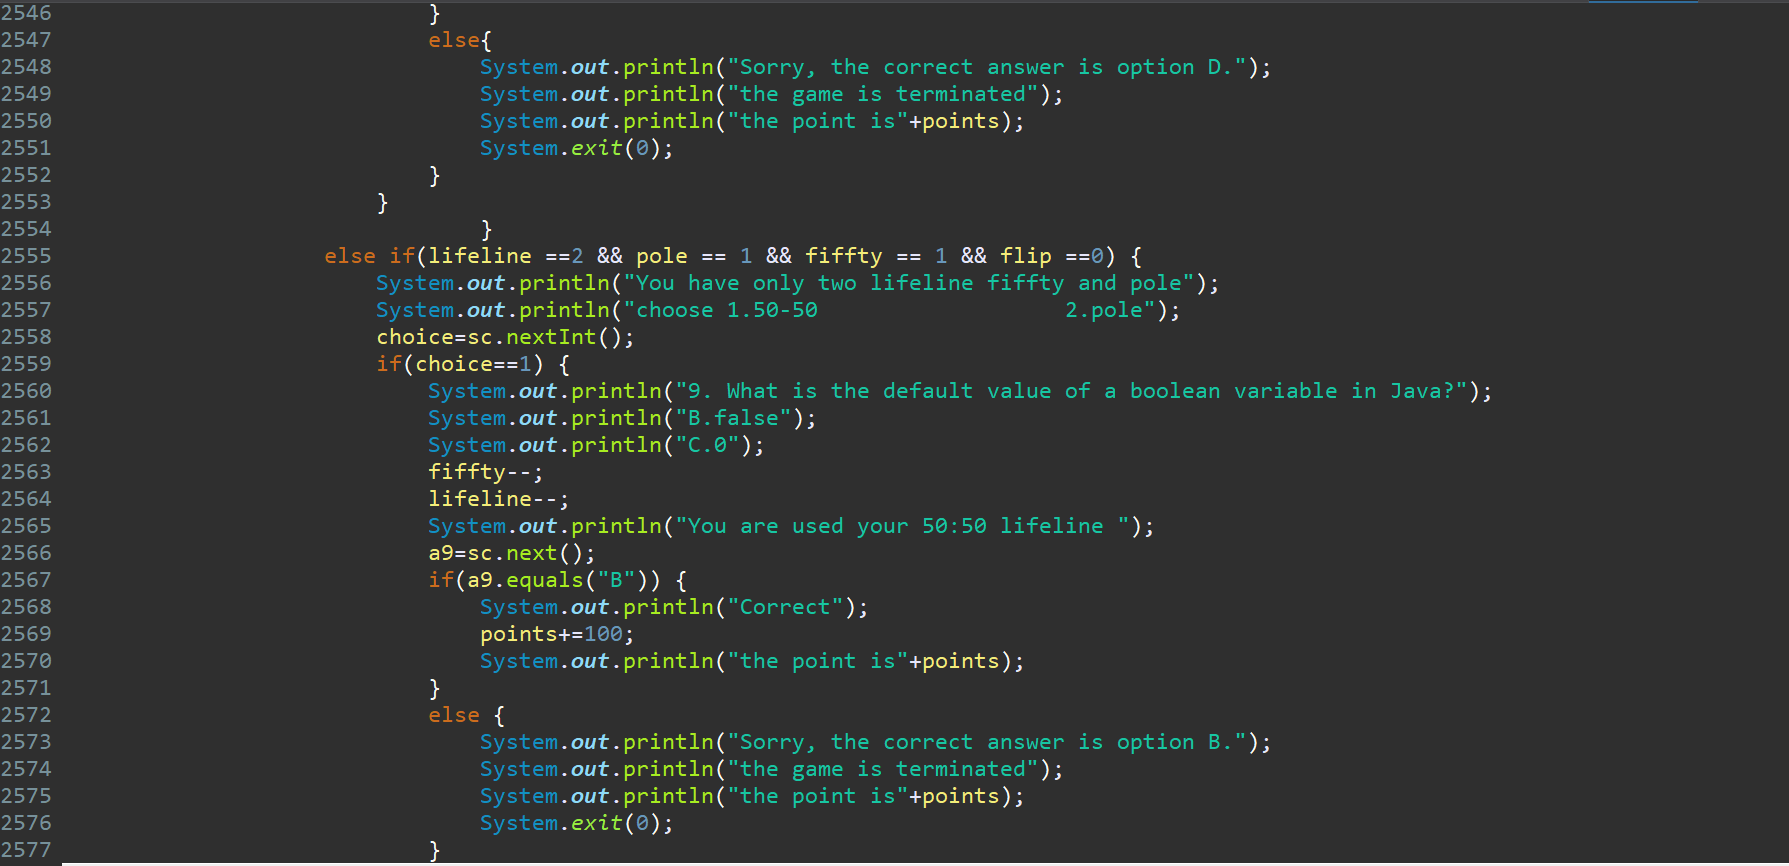 2546 }
2547 else{
2548 System.out.println("Sorry, the correct answer is option D.");
2549 System.out.println("the game is terminated");
2550 System.out.println("the point is"+points);
2551 System.exit(0);
2552 }
2553 }
2554 }
2555 else if(lifeline ==2 && pole == 1 && fiffty == 1 && flip ==0) {
2556 System.out.println("You have only two lifeline fiffty and pole");
2557 System.out.println("choose 1.50-50                   2.pole");
2558 choice=sc.nextInt();
2559 if(choice==1) {
2560 System.out.println("9. What is the default value of a boolean variable in Java?");
2561 System.out.println("B.false");
2562 System.out.println("C.0");
2563 fiffty--;
2564 lifeline--;
2565 System.out.println("You are used your 50:50 lifeline ");
2566 a9=sc.next();
2567 if(a9.equals("B")) {
2568 System.out.println("Correct");
2569 points+=100;
2570 System.out.println("the point is"+points);
2571 }
2572 else {
2573 System.out.println("Sorry, the correct answer is option B.");
2574 System.out.println("the game is terminated");
2575 System.out.println("the point is"+points);
2576 System.exit(0);
2577 }